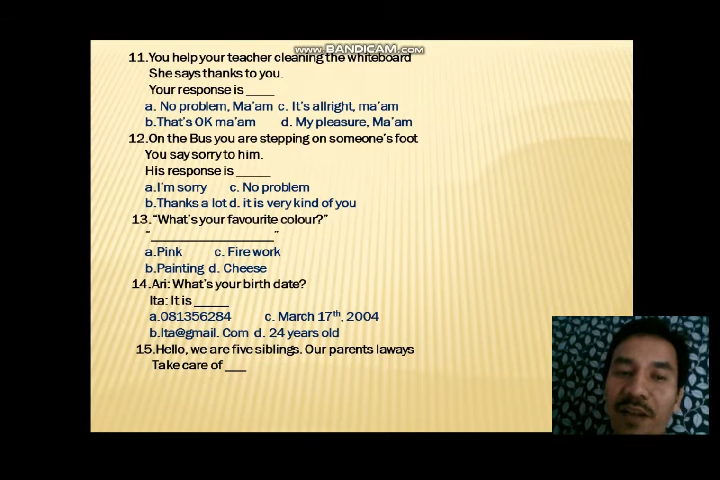 www.BANDICAM.com
11.You help your teacher cleaning the whiteboard
She says thanks to you.
Your response is ____
a. No problem, Ma'am c. It's allright, ma'am
b.That's OK ma'am d. My pleasure, Ma'am
12.On the Bus you are stepping on someone's foot
You say sorry to him.
His response is _____
a.I'm sorry c. No problem
b.Thanks a lot d. it is very kind of you
13."What's your favourite colour?"
"__________________"
a.Pink c. Fire work
b.Painting d. Cheese
14.Ari: What's your birth date?
Ita: It is _____
a.081356284 c. March 17th, 2004
b.Ita@gmail. Com d. 24 years old
15.Hello, we are five siblings. Our parents laways
Take care of ___